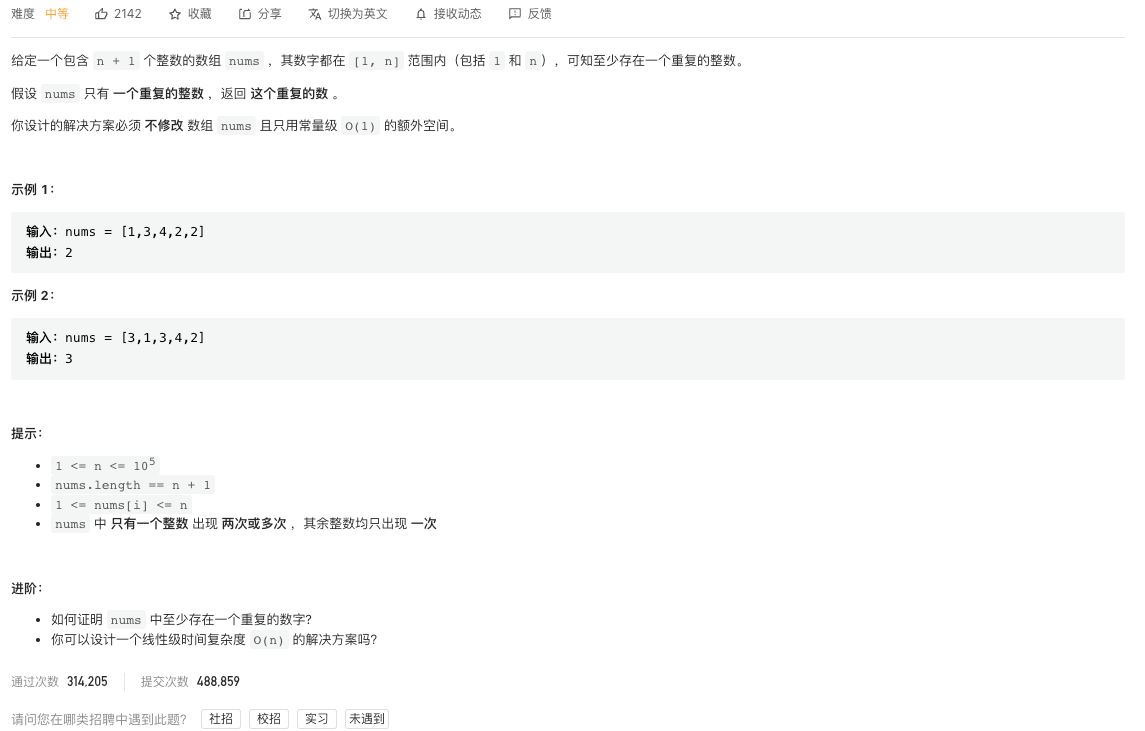 难度 中等 2142 收藏 分享 切换为英文 接收动态 反馈
给定一个包含 n + 1 个整数的数组 nums ，其数字都在 [1, n] 范围内（包括 1 和 n），可知至少存在一个重复的整数。
假设 nums 只有 一个重复的整数 ，返回 这个重复的数 。
你设计的解决方案必须 不修改 数组 nums 且只用常量级 O(1) 的额外空间。
示例 1：
输入：nums = [1,3,4,2,2]
输出：2
示例 2：
输入：nums = [3,1,3,4,2]
输出：3
提示：
• 1 <= n <= 10⁵
• nums.length == n + 1
• 1 <= nums[i] <= n
• nums 中 只有一个整数 出现 两次或多次 ，其余整数均只出现 一次
进阶：
• 如何证明 nums 中至少存在一个重复的数字?
• 你可以设计一个线性级时间复杂度 O(n) 的解决方案吗?
通过次数 314,205 提交次数 488,859
请问您在哪类招聘中遇到此题? 社招 校招 实习 未遇到